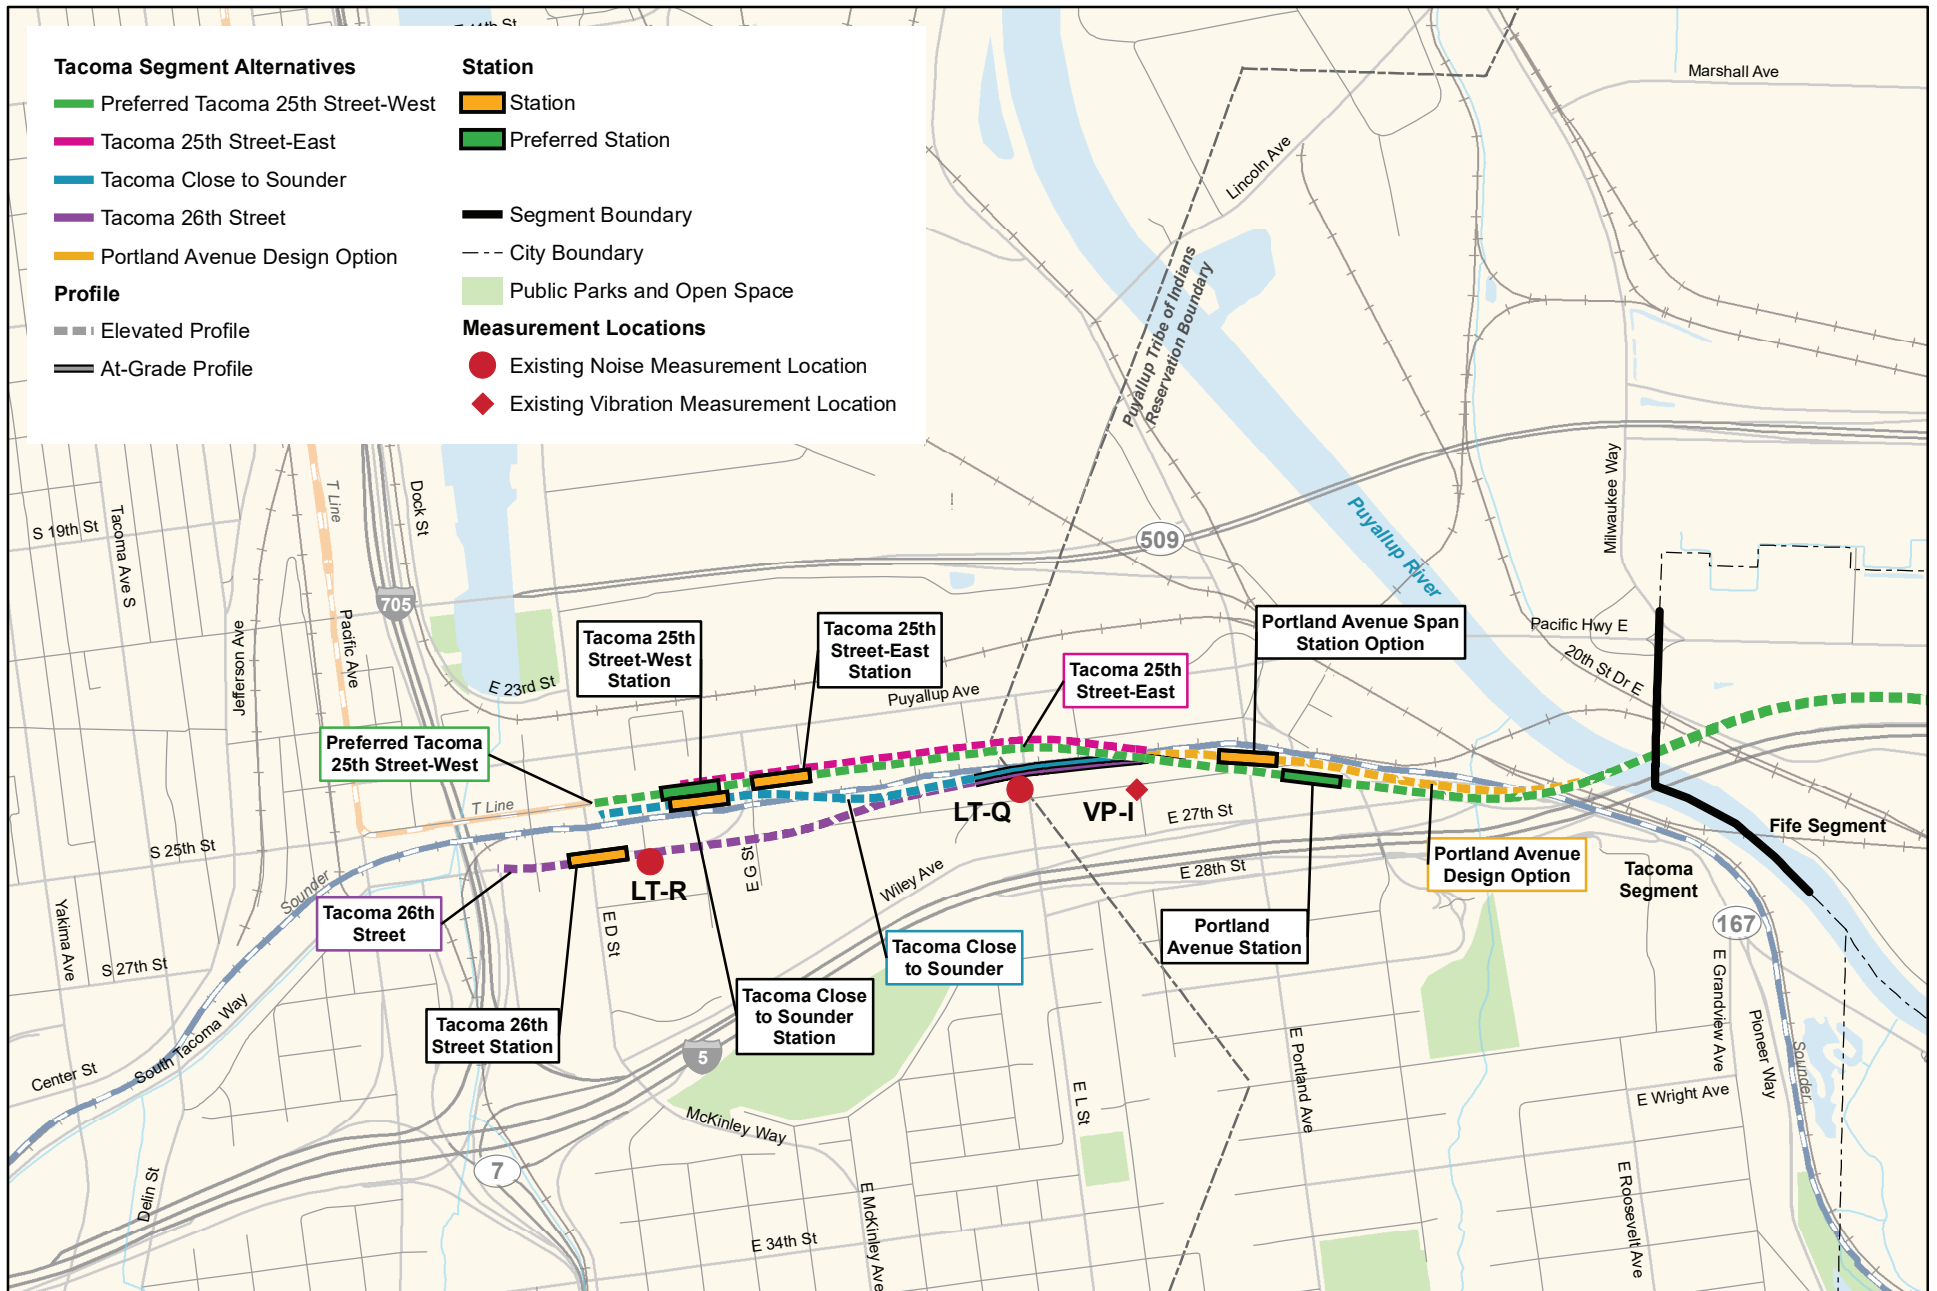 Tacoma Segment Alternatives
Preferred Tacoma 25th Street-West
Tacoma 25th Street-East
Tacoma Close to Sounder
Tacoma 26th Street
Portland Avenue Design Option
Profile
Elevated Profile
At-Grade Profile
Station
Station
Preferred Station
Segment Boundary
City Boundary
Public Parks and Open Space
Measurement Locations
Existing Noise Measurement Location
Existing Vibration Measurement Location
Marshall Ave
Lincoln Ave
Puyallup Tribe of Indians
Reservation Boundary
Milwaukee Way
Puyallup River
509
T Line
Dock St
S 19th St
Tacoma Ave S
705
Jefferson Ave
Pacific Ave
E 23rd St
Tacoma 25th
Street-West
Station
Tacoma 25th
Street-East
Station
Puyallup Ave
Tacoma 25th
Street-East
Portland Avenue Span
Station Option
Pacific Hwy E
20th St Dr E
Preferred Tacoma
25th Street-West
T Line
LT-Q
VP-I
E 27th St
E 28th St
Fife Segment
Tacoma
Segment
Portland Avenue
Design Option
S 25th St
Sounder
LT-R
E G St
Wiley Ave
Tacoma 26th
Street
E D St
Tacoma Close
to Sounder
Portland
Avenue Station
167
Yakima Ave
S 27th St
South Tacoma Way
Center St
Tacoma 26th
Street Station
Tacoma Close
to Sounder
Station
5
E Grandview Ave
Pioneer Way
Sounder
E Wright Ave
E Portland Ave
E L St
McKinley Way
7
Delin St
E McKinley Ave
E 34th St
E Roosevelt Ave